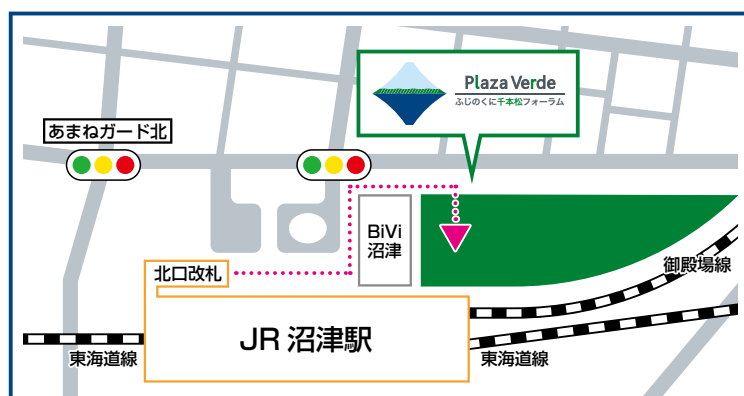 Plaza Verde
ふじのくに千本松フォーラム
あまねガード北
BiVi
沼津
北口改札
御殿場線
JR 沼津駅
東海道線
東海道線